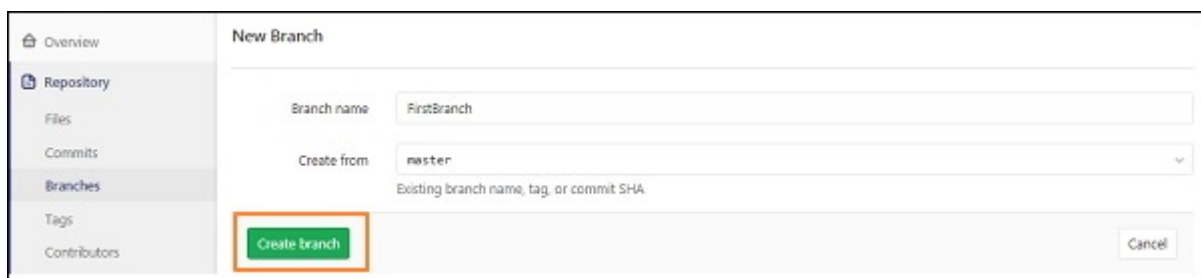 Overview
Repository
Files
Commits
Branches
Tags
Contributors
New Branch
Branch name FirstBranch
Create from master
Existing branch name, tag, or commit SHA
Create branch Cancel